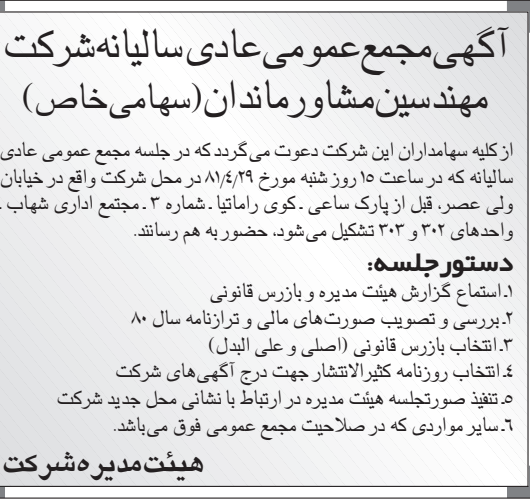 آگهی مجمع عمومی عادی سالیانه شرکت
مهندسین مشاور ماندان (سهامی خاص)
از کلیه سهامداران این شرکت دعوت می گردد که در جلسه مجمع عمومی عادی
سالیانه که در ساعت ۱۵ روز شنبه مورخ ۸۱/۴/۲۹ در محل شرکت واقع در خیابان
ولی عصر، قبل از پارک ساعی ـ کوی راماتیا ـ شماره ۳ ـ مجتمع اداری شهاب ـ
واحدهای ۳۰۲ و ۳۰۳ تشکیل می شود، حضور به هم رسانند.
دستور جلسه:
۱ـ استماع گزارش هیئت مدیره و بازرس قانونی
۲ـ بررسی و تصویب صورت های مالی و ترازنامه سال ۸۰
۳ـ انتخاب بازرس قانونی (اصلی و علی البدل)
۴ـ انتخاب روزنامه کثیرالانتشار جهت درج آگهی های شرکت
۵ـ تنفیذ صورتجلسه هیئت مدیره در ارتباط با نشانی محل جدید شرکت
۶ـ سایر مواردی که در صلاحیت مجمع عمومی فوق می باشد.
هیئت مدیره شرکت